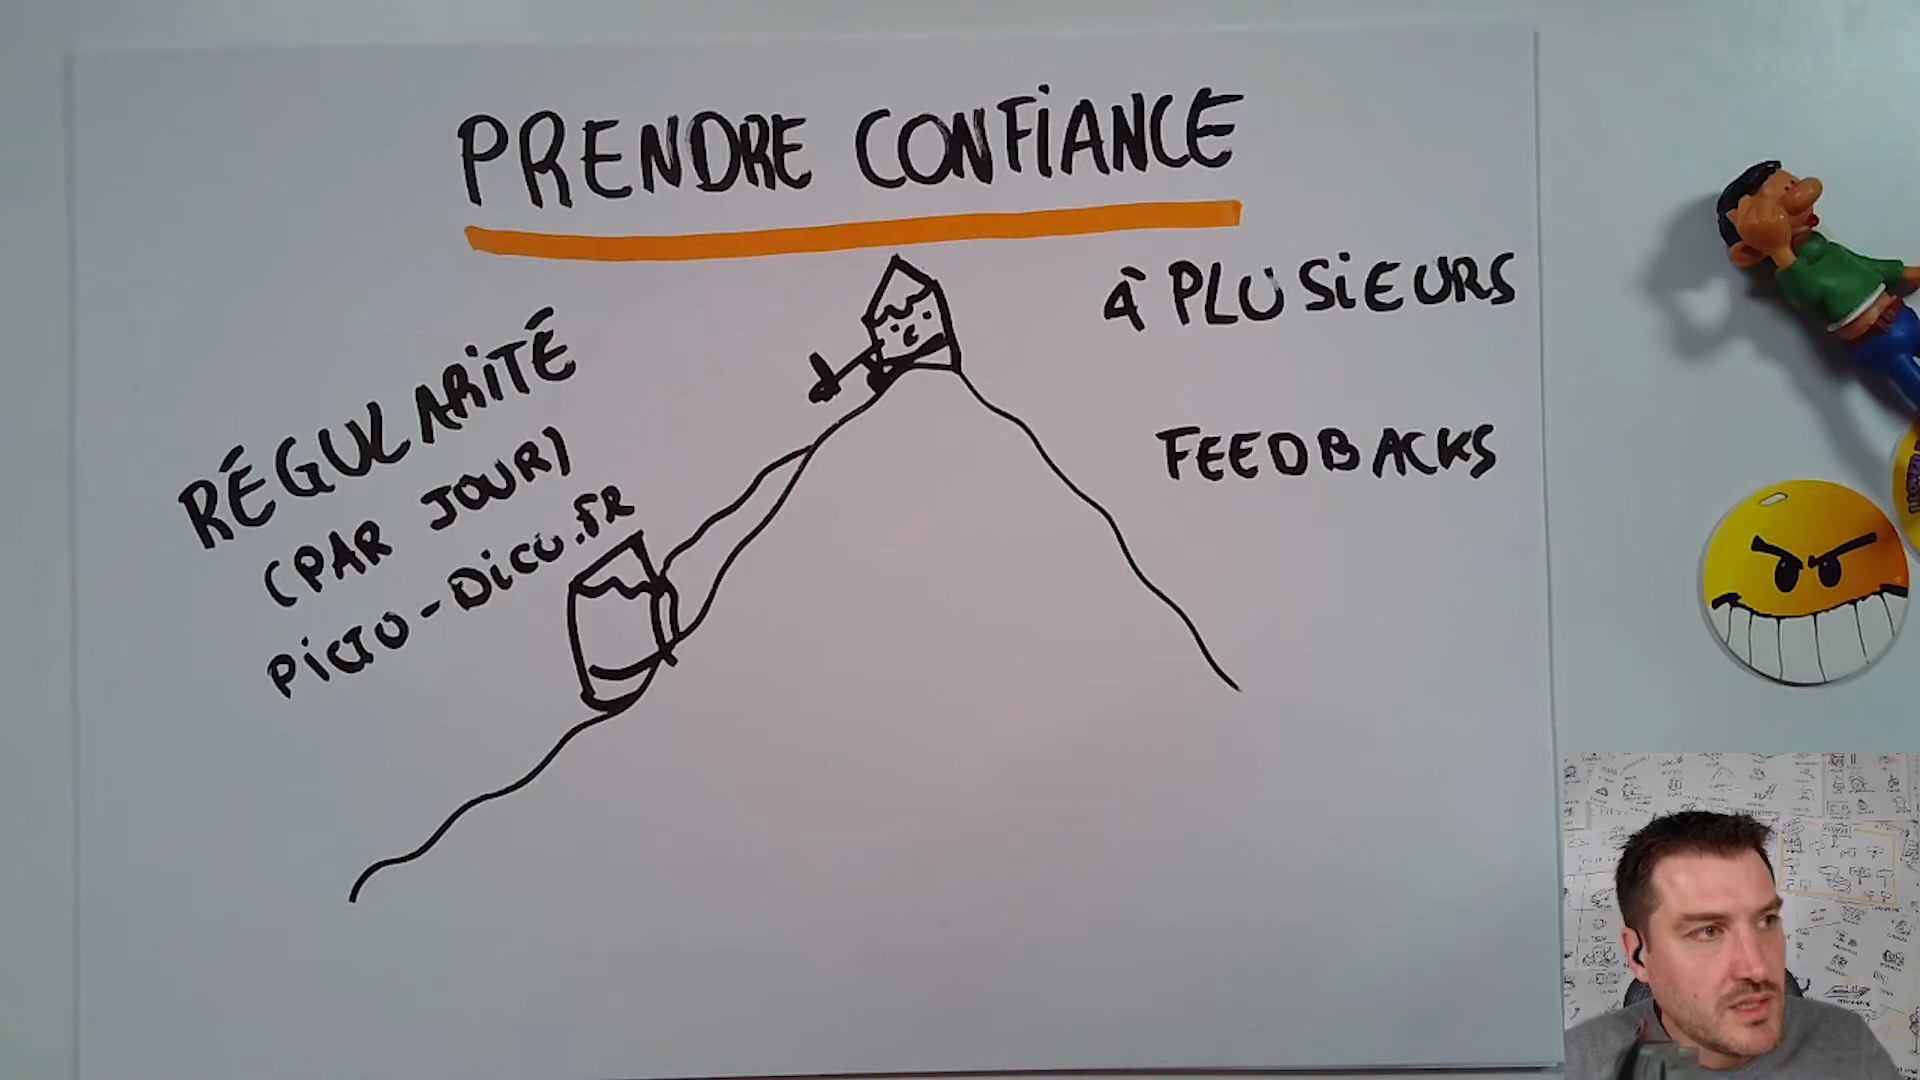 PRENDRE CONFIANCE
RÉGULARITÉ
(PAR JOUR)
PICTO-DICO.FR
À PLUSIEURS
FEEDBACKS